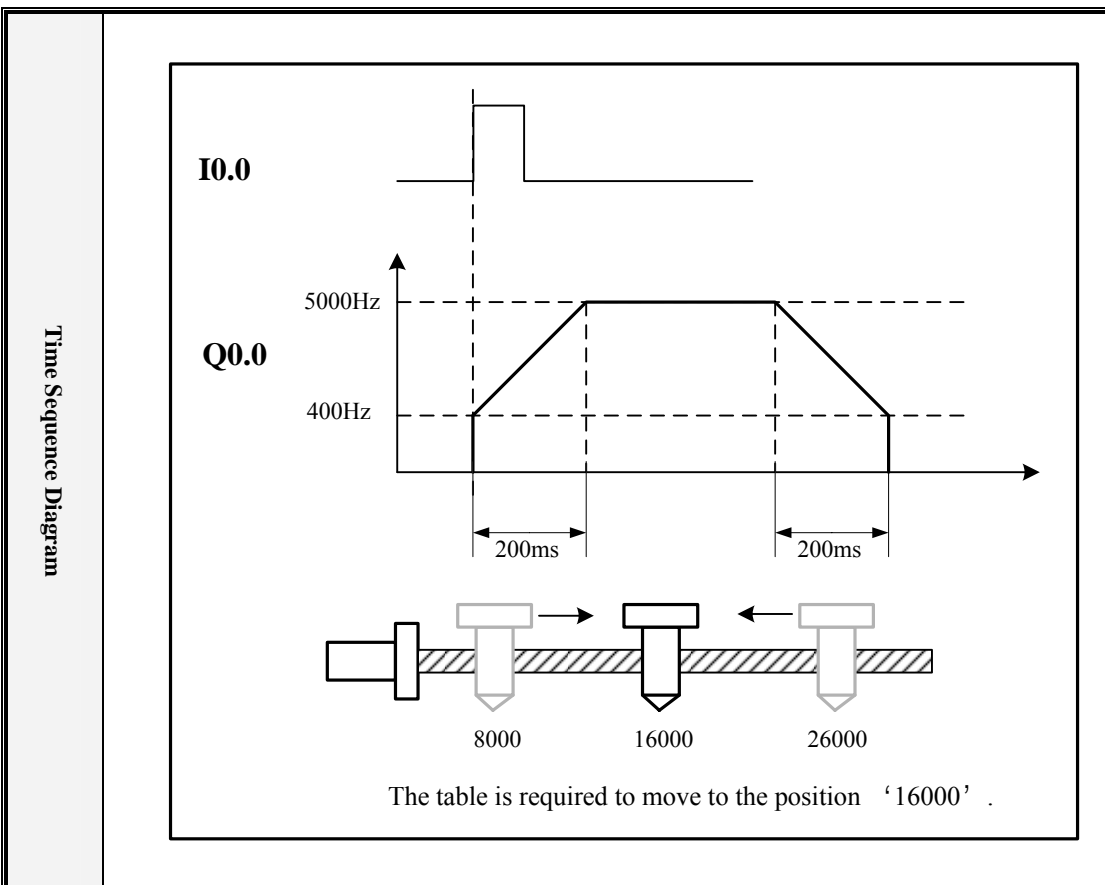 Time Sequence Diagram
I0.0
5000Hz
Q0.0
400Hz
200ms 200ms
8000 16000 26000
The table is required to move to the position ‘16000’.